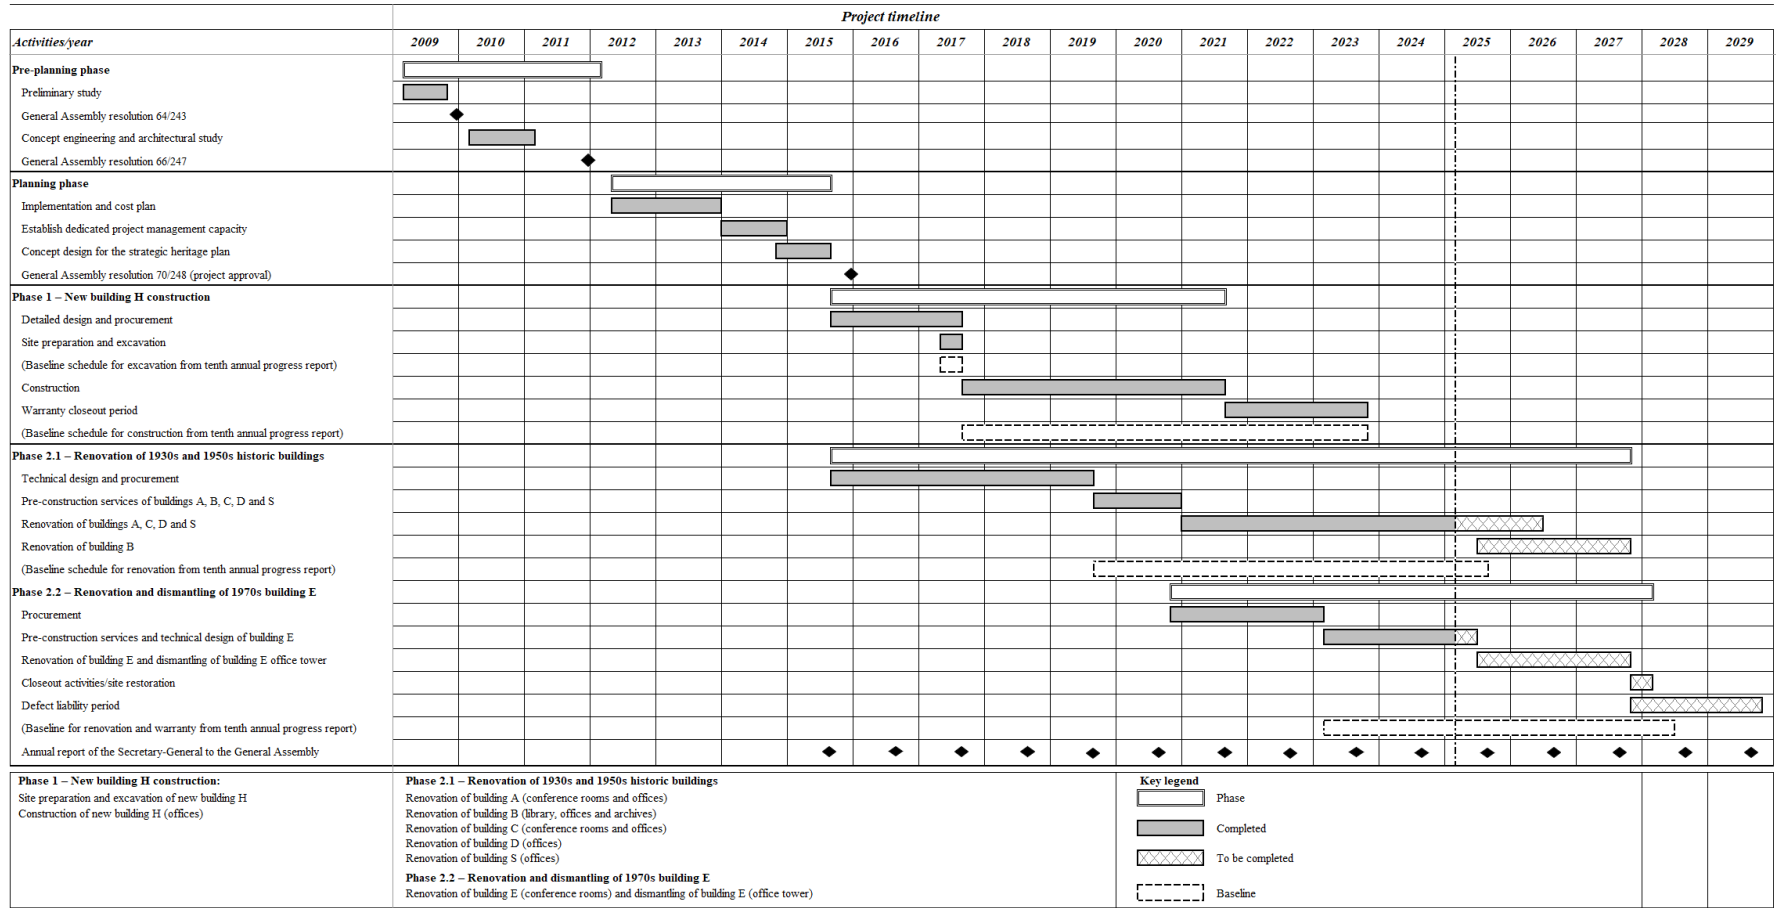 Project timeline
Activities/year 2009 2010 2011 2012 2013 2014 2015 2016 2017 2018 2019 2020 2021 2022 2023 2024 2025 2026 2027 2028 2029
Pre-planning phase
Preliminary study
General Assembly resolution 64/243
Concept engineering and architectural study
General Assembly resolution 66/247
Planning phase
Implementation and cost plan
Establish dedicated project management capacity
Concept design for the strategic heritage plan
General Assembly resolution 70/248 (project approval)
Phase 1 – New building H construction
Detailed design and procurement
Site preparation and excavation
(Baseline schedule for excavation from tenth annual progress report)
Construction
Warranty closeout period
(Baseline schedule for construction from tenth annual progress report)
Phase 2.1 – Renovation of 1930s and 1950s historic buildings
Technical design and procurement
Pre-construction services of buildings A, B, C, D and S
Renovation of buildings A, C, D and S
Renovation of building B
(Baseline schedule for renovation from tenth annual progress report)
Phase 2.2 – Renovation and dismantling of 1970s building E
Procurement
Pre-construction services and technical design of building E
Renovation of building E and dismantling of building E office tower
Closeout activities/site restoration
Defect liability period
(Baseline for renovation and warranty from tenth annual progress report)
Annual report of the Secretary-General to the General Assembly
Phase 1 – New building H construction:
Site preparation and excavation of new building H
Construction of new building H (offices)
Phase 2.1 – Renovation of 1930s and 1950s historic buildings
Renovation of building A (conference rooms and offices)
Renovation of building B (library, offices and archives)
Renovation of building C (conference rooms and offices)
Renovation of building D (offices)
Renovation of building S (offices)
Phase 2.2 – Renovation and dismantling of 1970s building E
Renovation of building E (conference rooms) and dismantling of building E (office tower)
Key legend
Phase
Completed
To be completed
Baseline